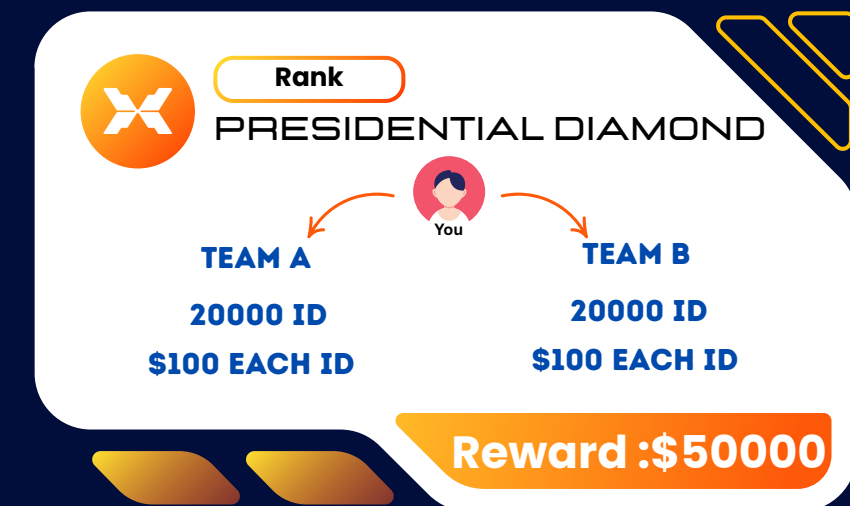 Rank
PRESIDENTIAL DIAMOND
You
TEAM A
20000 ID
$100 EACH ID
TEAM B
20000 ID
$100 EACH ID
Reward :$50000